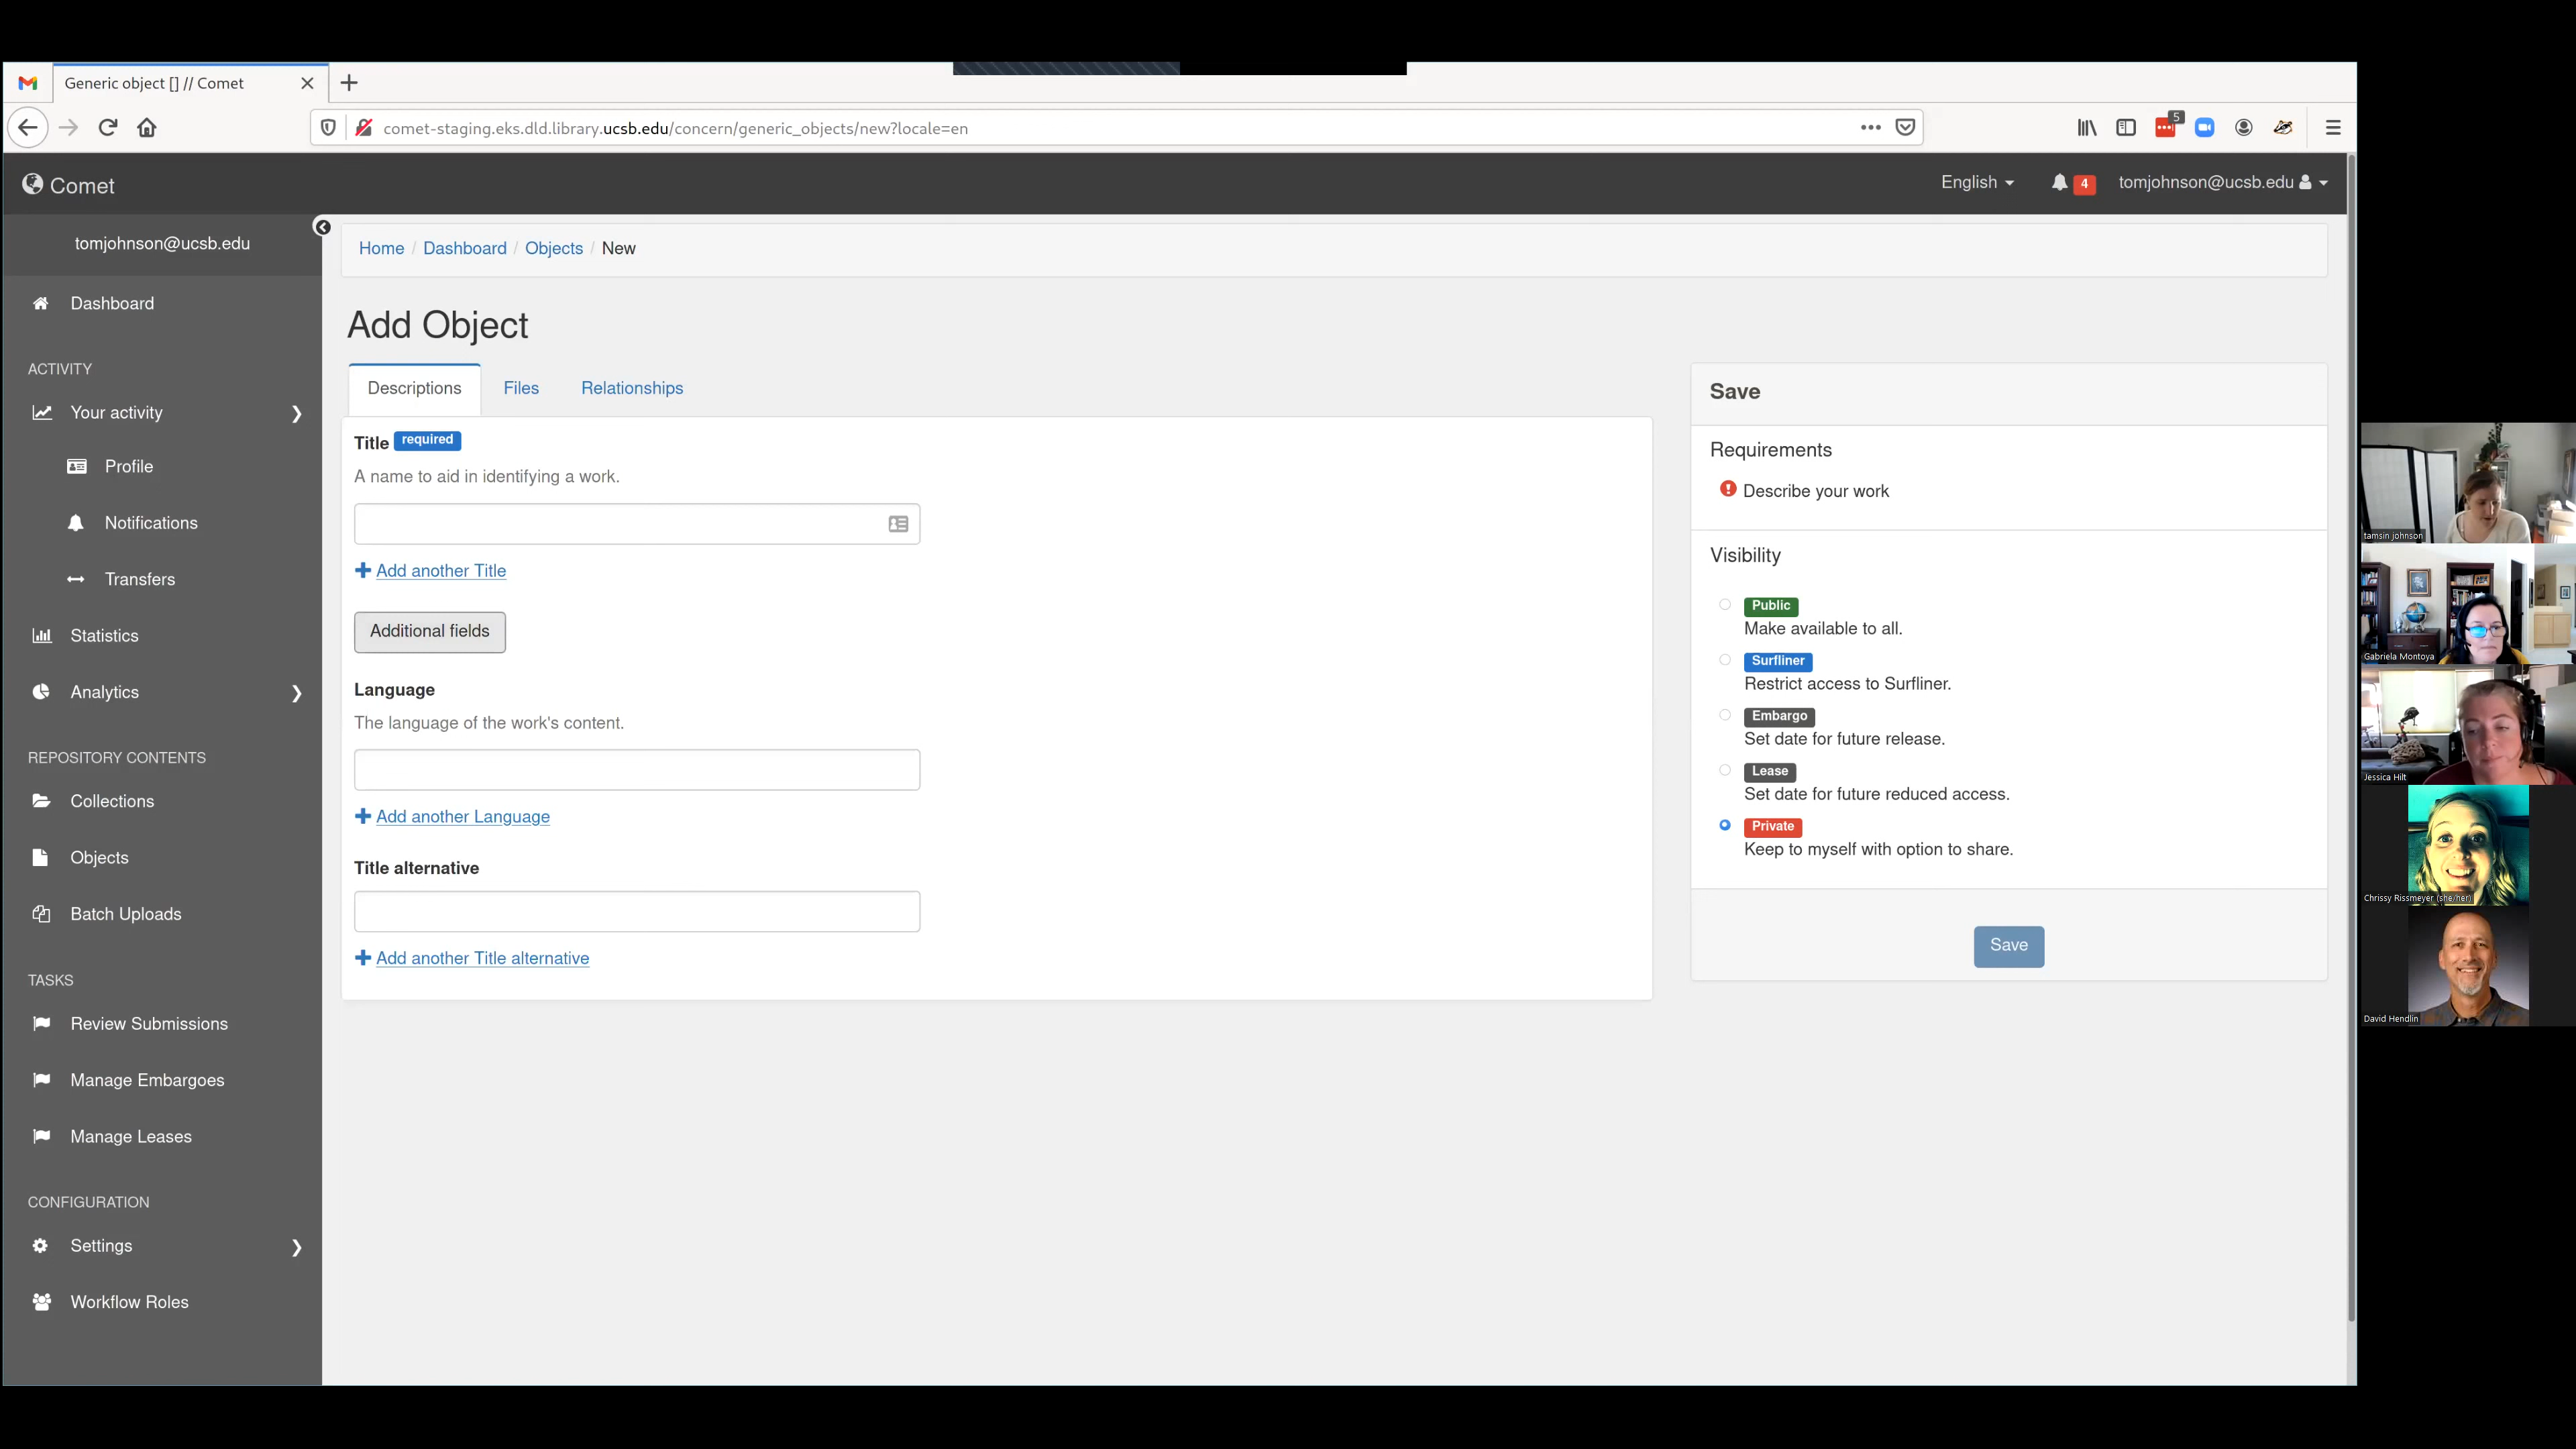 Generic object [] // Comet
comet-staging.eks.dld.library.ucsb.edu/concern/generic_objects/new?locale=en
5
Comet
English
4
tomjohnson@ucsb.edu
tomjohnson@ucsb.edu
Dashboard
ACTIVITY
Your activity
Profile
Notifications
Transfers
Statistics
Analytics
REPOSITORY CONTENTS
Collections
Objects
Batch Uploads
TASKS
Review Submissions
Manage Embargoes
Manage Leases
CONFIGURATION
Settings
Workflow Roles
Home / Dashboard / Objects / New
Add Object
Descriptions Files Relationships
Title required
A name to aid in identifying a work.
Add another Title
Additional fields
Language
The language of the work's content.
Add another Language
Title alternative
Add another Title alternative
Save
Requirements
Describe your work
Visibility
Public
Make available to all.
Surfliner
Restrict access to Surfliner.
Embargo
Set date for future release.
Lease
Set date for future reduced access.
Private
Keep to myself with option to share.
Save
tamsin johnson
Gabriela Montoya
Jessica Hilt
Chrissy Rissmeyer (she/her)
David Hendlin